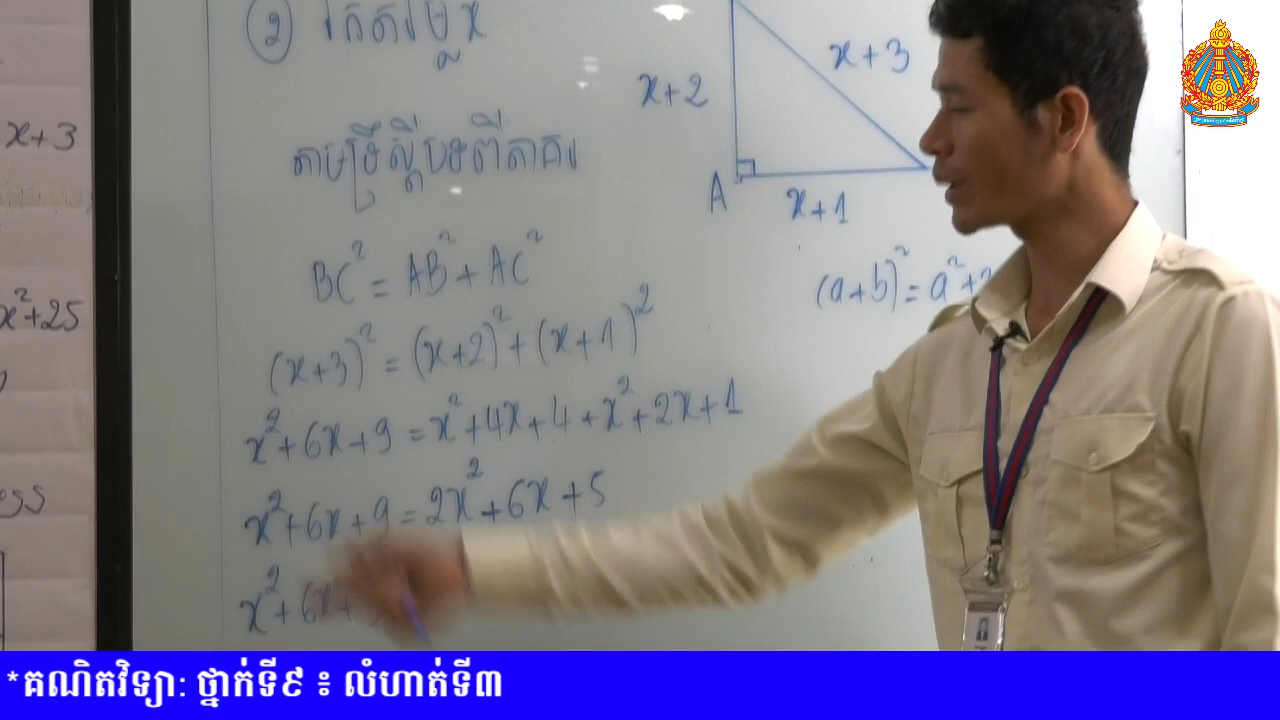 x+3
x²+25
② រកតម្លៃ x
តាមទ្រឹស្តីបទពីតាគរ
BC² = AB² + AC²
(x+3)² = (x+2)² + (x+1)²
x²+6x+9 = x²+4x+4+x²+2x+1
x²+6x+9 = 2x²+6x+5
x²+6x+
x+2
x+3
A
x+1
(a+b)² = a²+2
*គណិតវិទ្យា: ថ្នាក់ទី៩ ៖ លំហាត់ទី៣